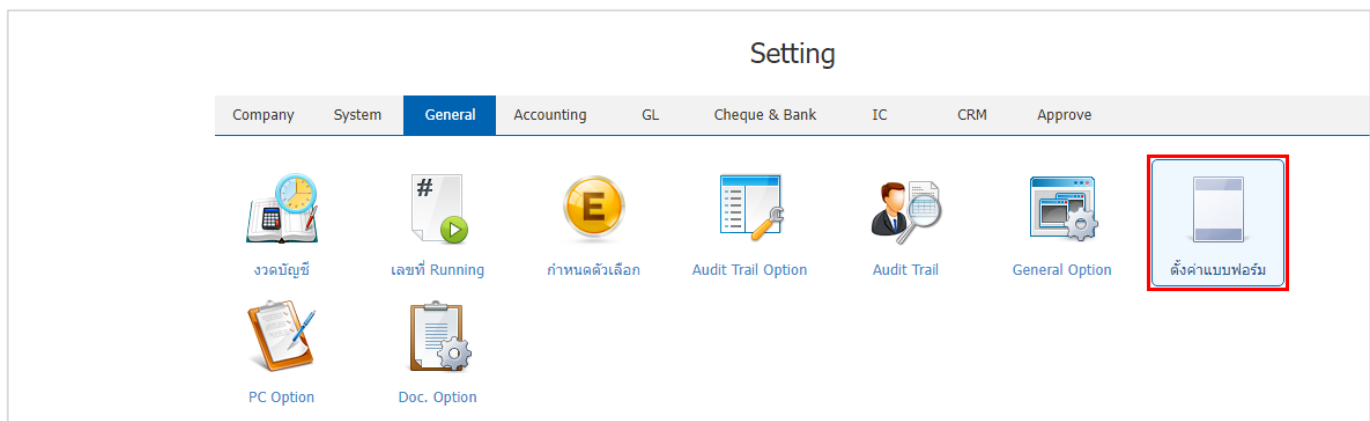 Setting
Company System General Accounting GL Cheque & Bank IC CRM Approve
#
E
งวดบัญชี เลขที่ Running กำหนดตัวเลือก Audit Trail Option Audit Trail General Option ตั้งค่าแบบฟอร์ม
PC Option Doc. Option